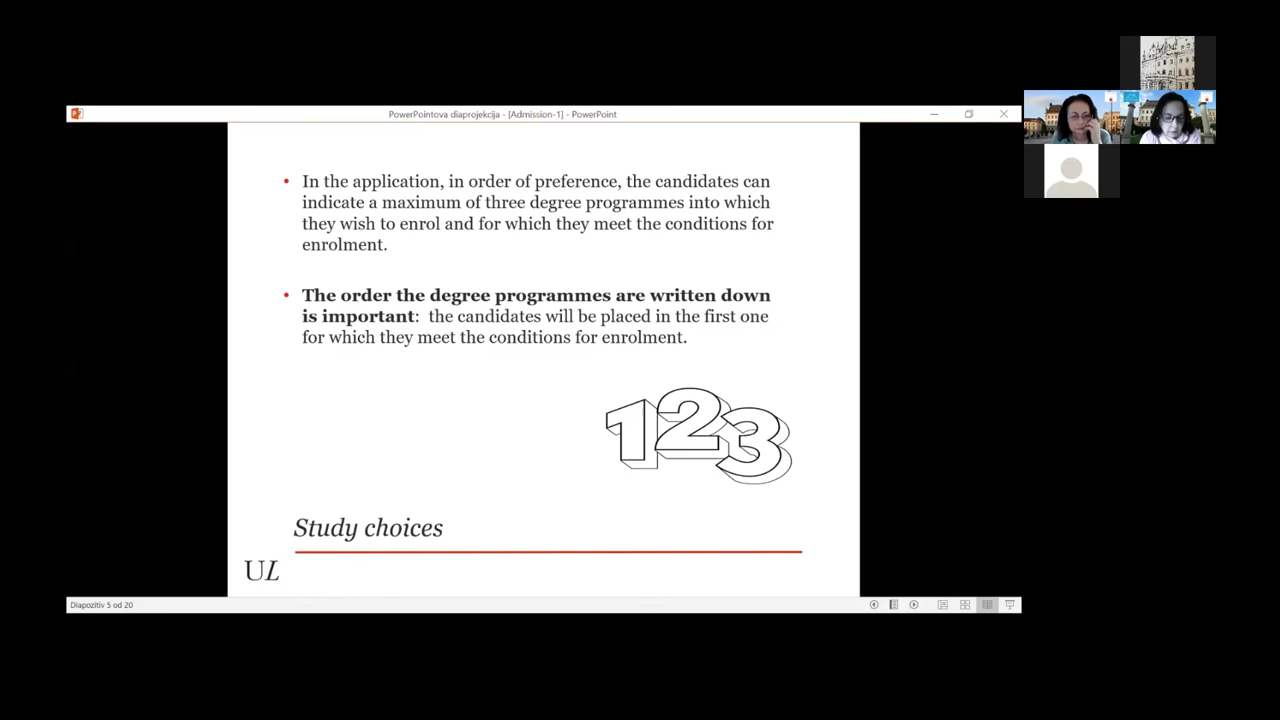 PowerPointova diaprojekcija - [Admission-1] - PowerPoint
• In the application, in order of preference, the candidates can
indicate a maximum of three degree programmes into which
they wish to enrol and for which they meet the conditions for
enrolment.
• The order the degree programmes are written down
is important: the candidates will be placed in the first one
for which they meet the conditions for enrolment.
123
Study choices
UL
Diapozitiv 5 od 20